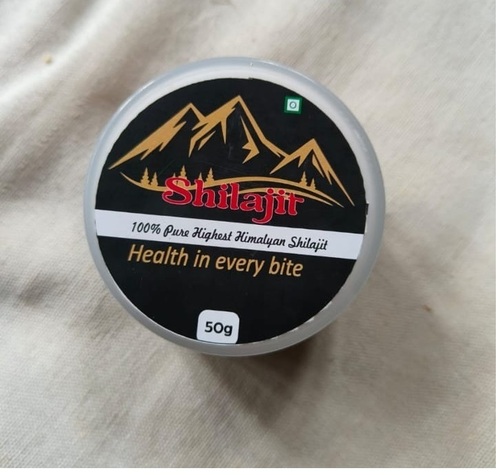 Shilajit
100% Pure Highest Himalyan Shilajit
Health in every bite
50g